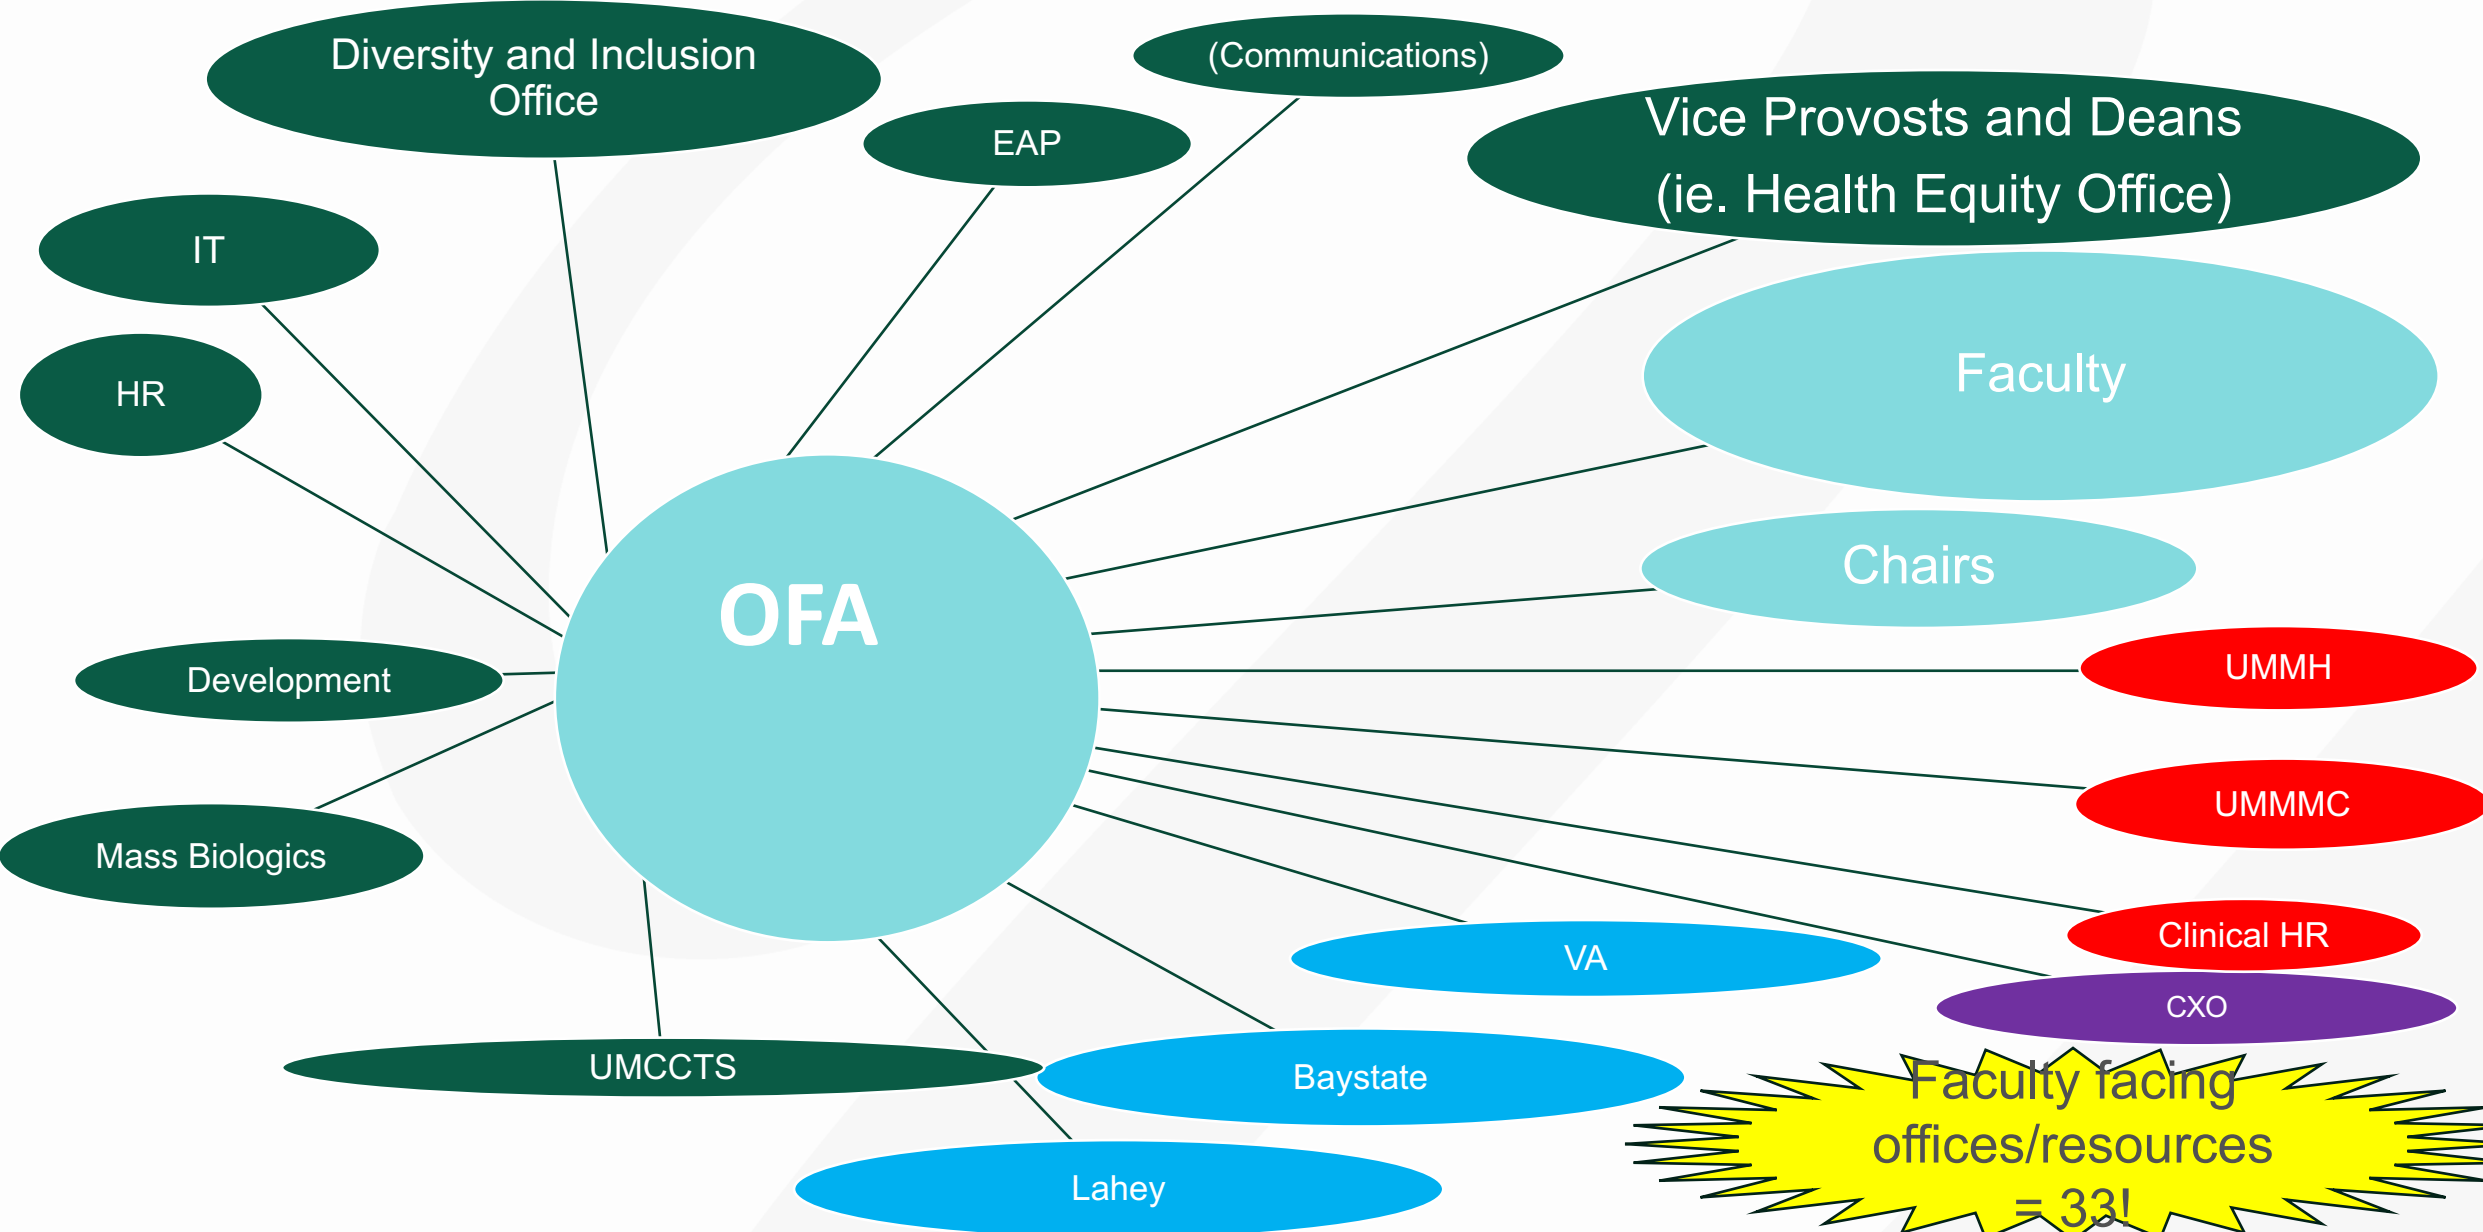 Diversity and Inclusion
Office
(Communications)
EAP
Vice Provosts and Deans
(ie. Health Equity Office)
IT
HR
Faculty
Chairs
OFA
Development
UMMH
UMMMC
Mass Biologics
Clinical HR
VA
CXO
UMCCTS
Baystate
Lahey
Faculty facing
offices/resources
= 33!